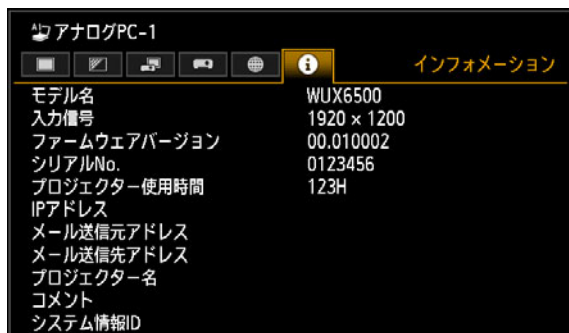 アナログPC-1
インフォメーション
モデル名 WUX6500
入力信号 1920 × 1200
ファームウェアバージョン 00.010002
シリアルNo. 0123456
プロジェクター使用時間 123H
IPアドレス
メール送信元アドレス
メール送信先アドレス
プロジェクター名
コメント
システム情報ID